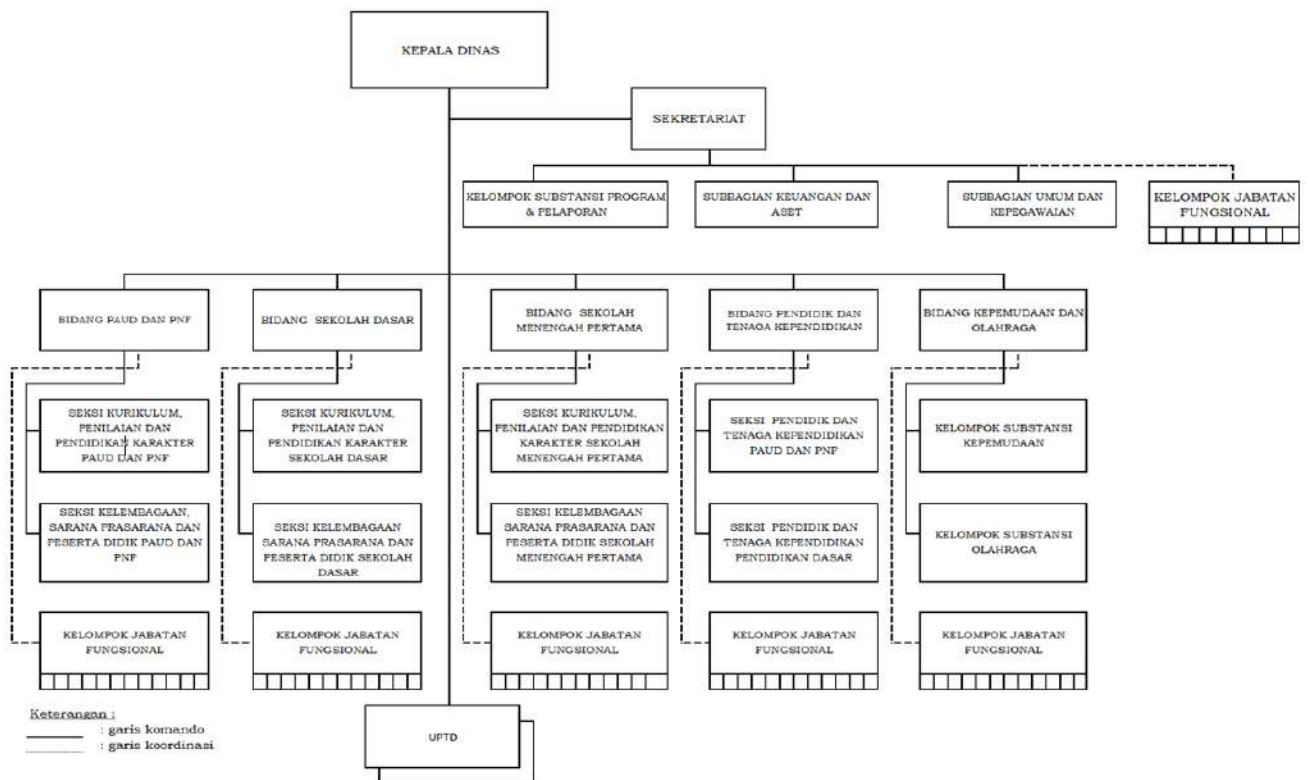 KEPALA DINAS
SEKRETARIAT
KELOMPOK SUBSTANSI PROGRAM
& PELAPORAN
SUBBAGIAN KEUANGAN DAN
ASET
SUBBAGIAN UMUM DAN
KEPEGAWAIAN
KELOMPOK JABATAN
FUNGSIONAL
BIDANG PAUD DAN PNF
BIDANG SEKOLAH DASAR
BIDANG SEKOLAH
MENENGAH PERTAMA
BIDANG PENDIDIK DAN
TENAGA KEPENDIDIKAN
BIDANG KEPEMUDAAN DAN
OLAHRAGA
SEKSI KURIKULUM,
PENILAIAN DAN
PENDIDIKAN KARAKTER
PAUD DAN PNF
SEKSI KURIKULUM,
PENILAIAN DAN
PENDIDIKAN KARAKTER
SEKOLAH DASAR
SEKSI KURIKULUM,
PENILAIAN DAN PENDIDIKAN
KARAKTER SEKOLAH
MENENGAH PERTAMA
SEKSI PENDIDIK DAN
TENAGA KEPENDIDIKAN
PAUD DAN PNF
KELOMPOK SUBSTANSI
KEPEMUDAAN
SEKSI KELEMBAGAAN,
SARANA PRASARANA DAN
PESERTA DIDIK PAUD DAN
PNF
SEKSI KELEMBAGAAN
SARANA PRASARANA DAN
PESERTA DIDIK SEKOLAH
DASAR
SEKSI KELEMBAGAAN
SARANA PRASARANA DAN
PESERTA DIDIK SEKOLAH
MENENGAH PERTAMA
SEKSI PENDIDIK DAN
TENAGA KEPENDIDIKAN
PENDIDIKAN DASAR
KELOMPOK SUBSTANSI
OLAHRAGA
KELOMPOK JABATAN
FUNGSIONAL
KELOMPOK JABATAN
FUNGSIONAL
KELOMPOK JABATAN
FUNGSIONAL
KELOMPOK JABATAN
FUNGSIONAL
KELOMPOK JABATAN
FUNGSIONAL
Keterangan :
: garis komando
: garis koordinasi
UPTD